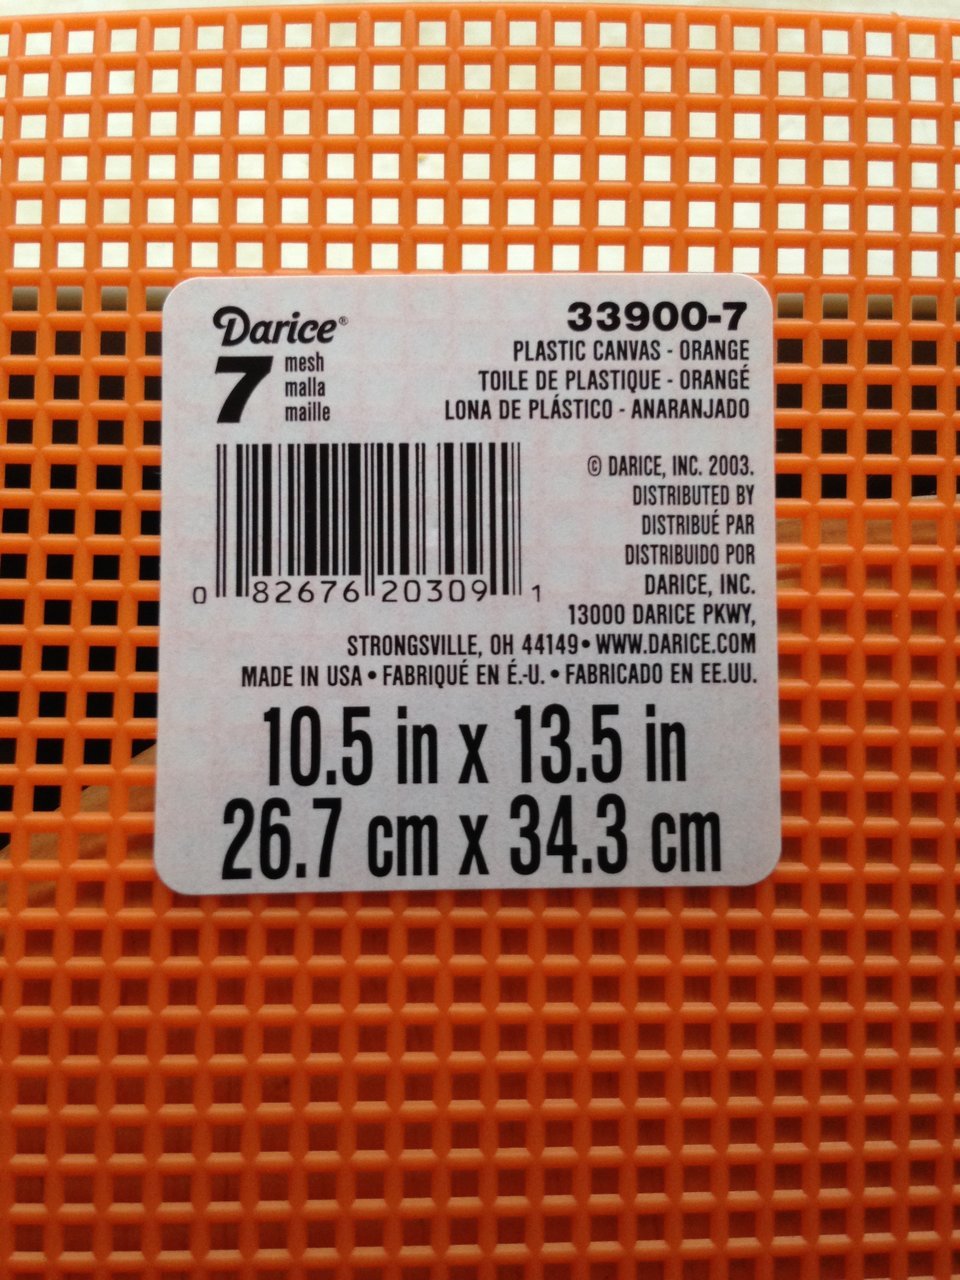 Darice®
7 mesh
malla
maille
33900-7
PLASTIC CANVAS - ORANGE
TOILE DE PLASTIQUE - ORANGÉ
LONA DE PLÁSTICO - ANARANJADO
0 82676 20309 1
© DARICE, INC. 2003.
DISTRIBUTED BY
DISTRIBUÉ PAR
DISTRIBUIDO POR
DARICE, INC.
13000 DARICE PKWY,
STRONGSVILLE, OH 44149 • WWW.DARICE.COM
MADE IN USA • FABRIQUÉ EN É.-U. • FABRICADO EN EE.UU.
10.5 in x 13.5 in
26.7 cm x 34.3 cm